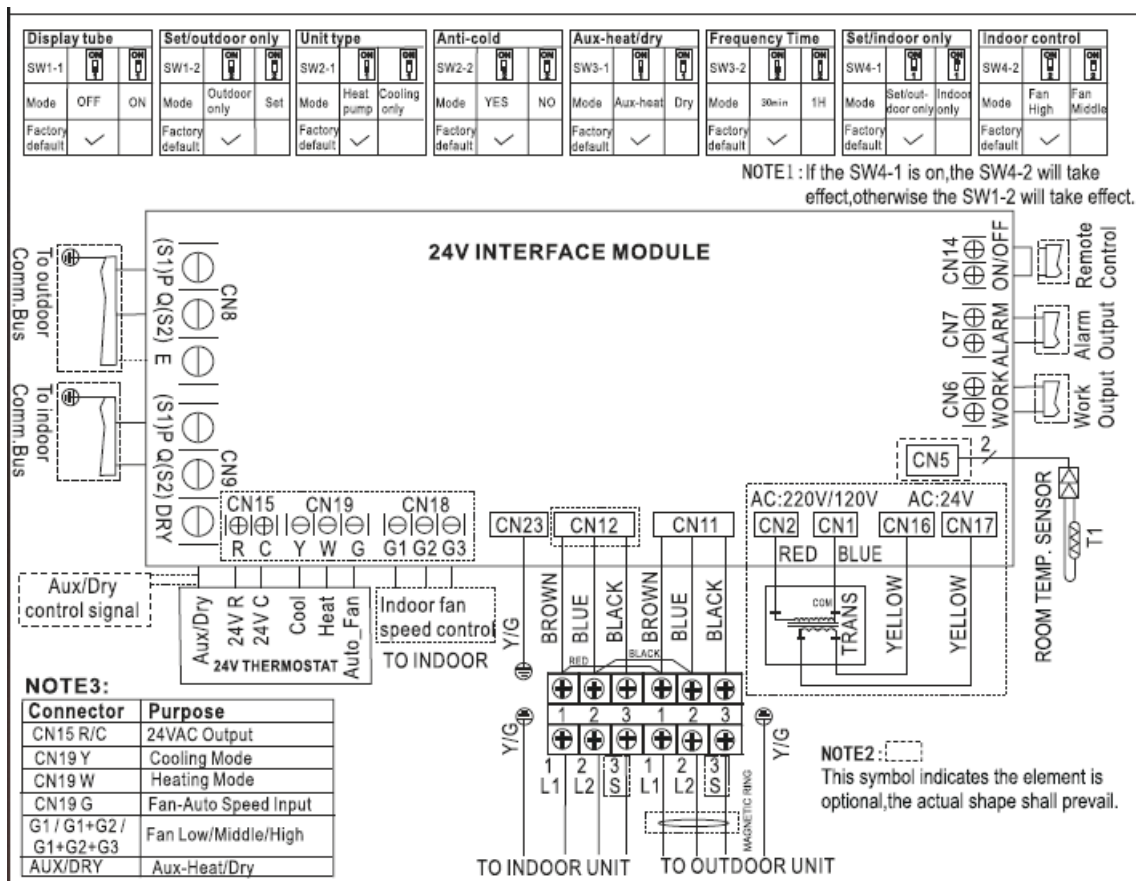 Display tube
SW1-1 ON ON
Mode OFF ON
Factory default
Set/outdoor only
SW1-2 ON ON
Mode Outdoor only Set
Factory default
Unit type
SW2-1 ON ON
Mode Heat pump Cooling only
Factory default
Anti-cold
SW2-2 ON ON
Mode YES NO
Factory default
Aux-heat/dry
SW3-1 ON ON
Mode Aux-heat Dry
Factory default
Frequency Time
SW3-2 ON ON
Mode 30min 1H
Factory default
Set/indoor only
SW4-1 ON ON
Mode Set/out-door only Indoor only
Factory default
Indoor control
SW4-2 ON ON
Mode Fan High Fan Middle
Factory default
NOTE1:If the SW4-1 is on,the SW4-2 will take
effect,otherwise the SW1-2 will take effect.
24V INTERFACE MODULE
To outdoor
Comm.Bus
(S1)P Q(S2) E
CN8
To indoor
Comm.Bus
(S1)P Q(S2) DRY
CN9
CN14
ON/OFF
Remote
Control
CN7
ALARM
Alarm
Output
CN6
WORK
Work
Output
CN5
2
ROOM TEMP. SENSOR
T1
CN15 CN19 CN18
R C Y W G G1 G2 G3
CN23 CN12 CN11
AC:220V/120V AC:24V
CN2 CN1 CN16 CN17
RED BLUE
COM
TRANS
YELLOW
YELLOW
Aux/Dry
control signal
Aux/Dry
24V R
24V C
Cool
Heat
Auto_Fan
24V THERMOSTAT
Indoor fan
speed control
TO INDOOR
Y/G
BROWN
BLUE
BLACK
BROWN
BLUE
BLACK
RED BLACK
1 2 3 1 2 3
Y/G
Y/G
1 2 3 1 2 3
L1 L2 S L1 L2 S
MAGNETIC RING
TO INDOOR UNIT TO OUTDOOR UNIT
NOTE2:
This symbol indicates the element is
optional,the actual shape shall prevail.
NOTE3:
Connector Purpose
CN15 R/C 24VAC Output
CN19 Y Cooling Mode
CN19 W Heating Mode
CN19 G Fan-Auto Speed Input
G1 / G1+G2 /
G1+G2+G3 Fan Low/Middle/High
AUX/DRY Aux-Heat/Dry